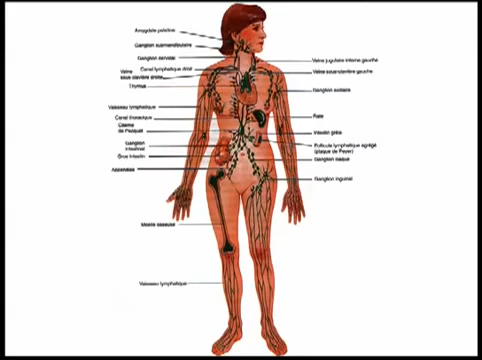 Amygdale palatine
Ganglion submandibulaire
Ganglion cervical
Canal lymphatique droit
Veine
sous clavière droite
Thymus
Vaisseau lymphatique
Canal thoracique
Citerne
de Pecquet
Ganglion
intestinal
Gros intestin
Appendice
Moelle osseuse
Vaisseau lymphatique
Veine jugulaire interne gauche
Veine sous-clavière gauche
Ganglion axillaire
Rate
Intestin grêle
Follicule lymphatique agrégé
(plaque de Peyer)
Ganglion iliaque
Ganglion inguinal